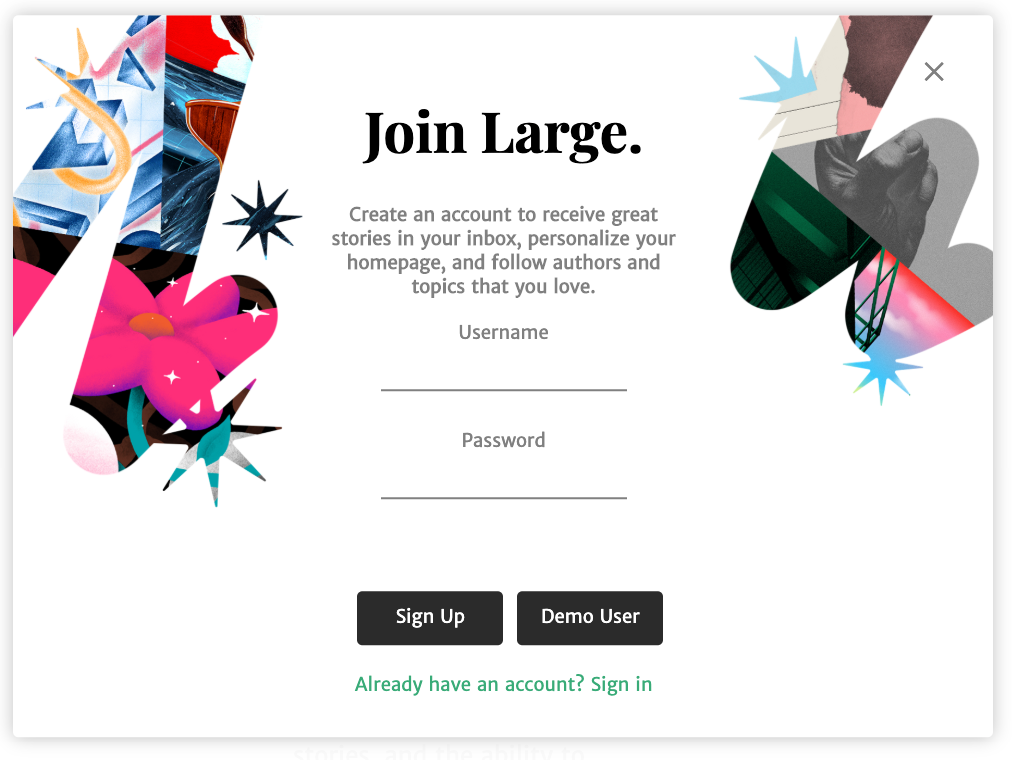 Join Large.
Create an account to receive great
stories in your inbox, personalize your
homepage, and follow authors and
topics that you love.
Username
Password
Sign Up
Demo User
Already have an account? Sign in
stories, and the ability to